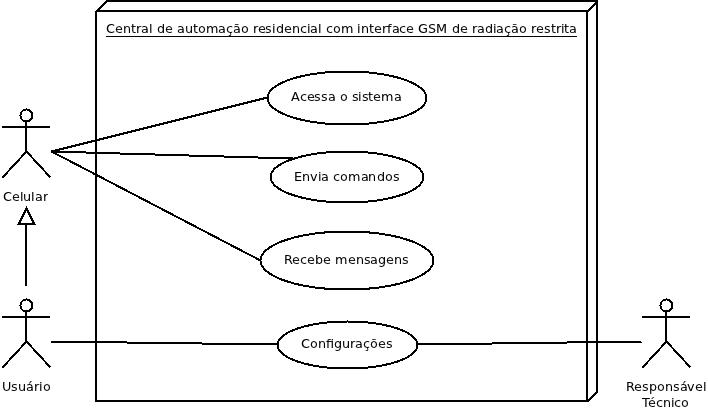 Central de automação residencial com interface GSM de radiação restrita
Acessa o sistema
Envia comandos
Celular
Recebe mensagens
Configurações
Usuário
Responsável
Técnico